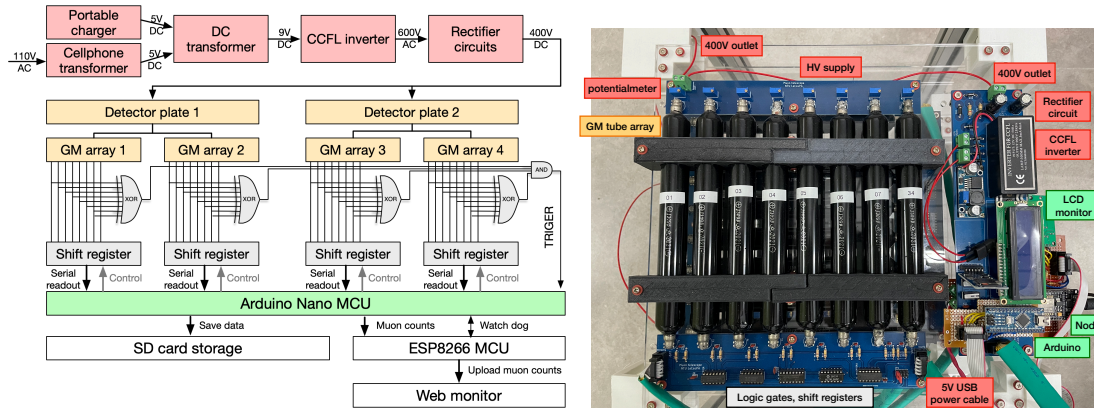 Portable
charger
5V
DC
110V
AC
Cellphone
transformer
5V
DC
DC
transformer
9V
DC
CCFL inverter
600V
AC
Rectifier
circuits
400V
DC
Detector plate 1
Detector plate 2
GM array 1
GM array 2
GM array 3
GM array 4
XOR
XOR
XOR
XOR
AND
TRIGER
Shift register
Shift register
Shift register
Shift register
Serial
readout
Control
Serial
readout
Control
Serial
readout
Control
Serial
readout
Control
Arduino Nano MCU
Save data
Muon counts
Watch dog
SD card storage
ESP8266 MCU
Upload muon counts
Web monitor
400V outlet
HV supply
400V outlet
potentialmeter
GM tube array
Rectifier
circuit
CCFL
inverter
INVERTER FOR CCFL
CE
LCD
monitor
01
02
03
04
25
06
07
34
Nod
Arduino
5V USB
power cable
Logic gates, shift registers